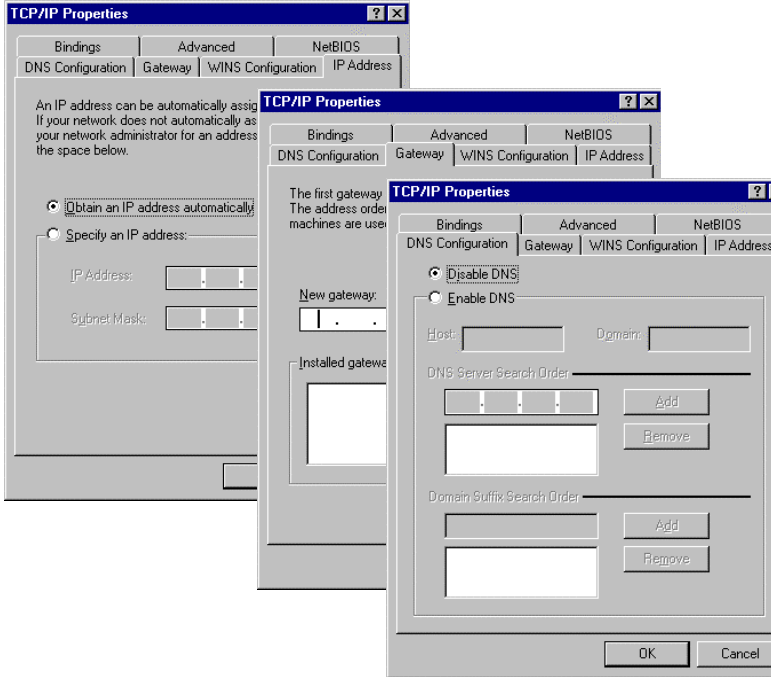 TCP/IP Properties
Bindings Advanced NetBIOS
DNS Configuration Gateway WINS Configuration IP Address
An IP address can be automatically assig
If your network does not automatically as
your network administrator for an address
the space below.
Obtain an IP address automatically
Specify an IP address:
IP Address:
Subnet Mask:
TCP/IP Properties
Bindings Advanced NetBIOS
DNS Configuration Gateway WINS Configuration IP Address
The first gateway
The address order
machines are use
New gateway:
Installed gatewa
TCP/IP Properties
Bindings Advanced NetBIOS
DNS Configuration Gateway WINS Configuration IP Address
Disable DNS
Enable DNS
Host: Domain:
DNS Server Search Order
Add
Remove
Domain Suffix Search Order
Add
Remove
OK Cancel